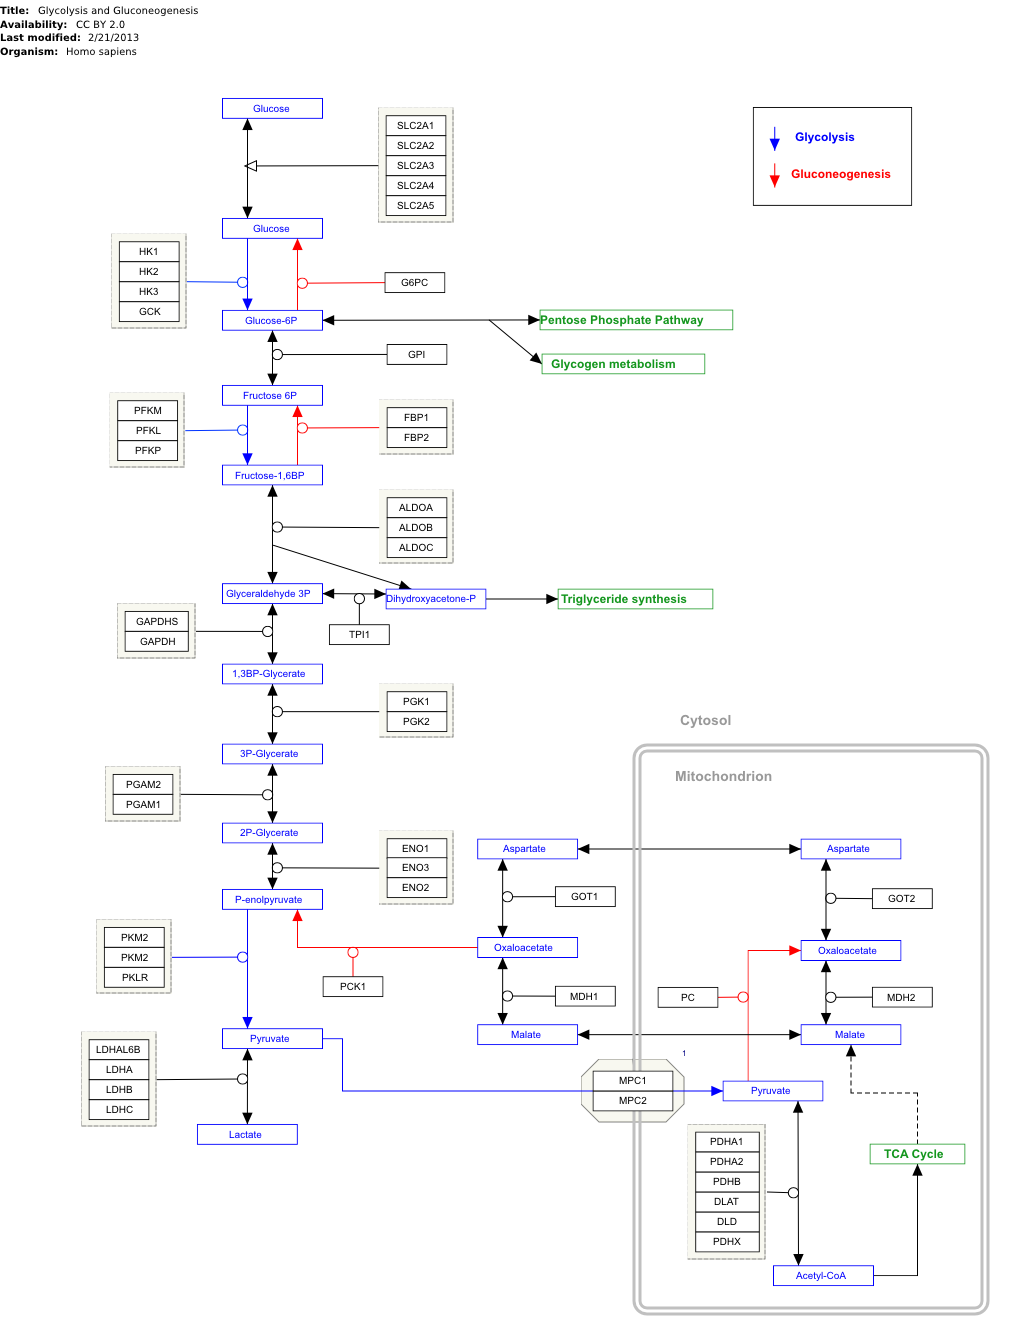 Title: Glycolysis and Gluconeogenesis
Availability: CC BY 2.0
Last modified: 2/21/2013
Organism: Homo sapiens
Glucose
SLC2A1
SLC2A2
SLC2A3
SLC2A4
SLC2A5
Glycolysis
Gluconeogenesis
Glucose
HK1
HK2
HK3
GCK
G6PC
Glucose-6P
Pentose Phosphate Pathway
GPI
Glycogen metabolism
Fructose 6P
PFKM
PFKL
PFKP
FBP1
FBP2
Fructose-1,6BP
ALDOA
ALDOB
ALDOC
Glyceraldehyde 3P
Dihydroxyacetone-P
Triglyceride synthesis
GAPDHS
GAPDH
TPI1
1,3BP-Glycerate
PGK1
PGK2
Cytosol
3P-Glycerate
Mitochondrion
PGAM2
PGAM1
2P-Glycerate
ENO1
ENO3
ENO2
Aspartate
Aspartate
P-enolpyruvate
GOT1
GOT2
PKM2
PKM2
PKLR
Oxaloacetate
Oxaloacetate
PCK1
MDH1
PC
MDH2
Pyruvate
Malate
Malate
LDHAL6B
LDHA
LDHB
LDHC
1
MPC1
MPC2
Pyruvate
Lactate
PDHA1
PDHA2
PDHB
DLAT
DLD
PDHX
TCA Cycle
Acetyl-CoA